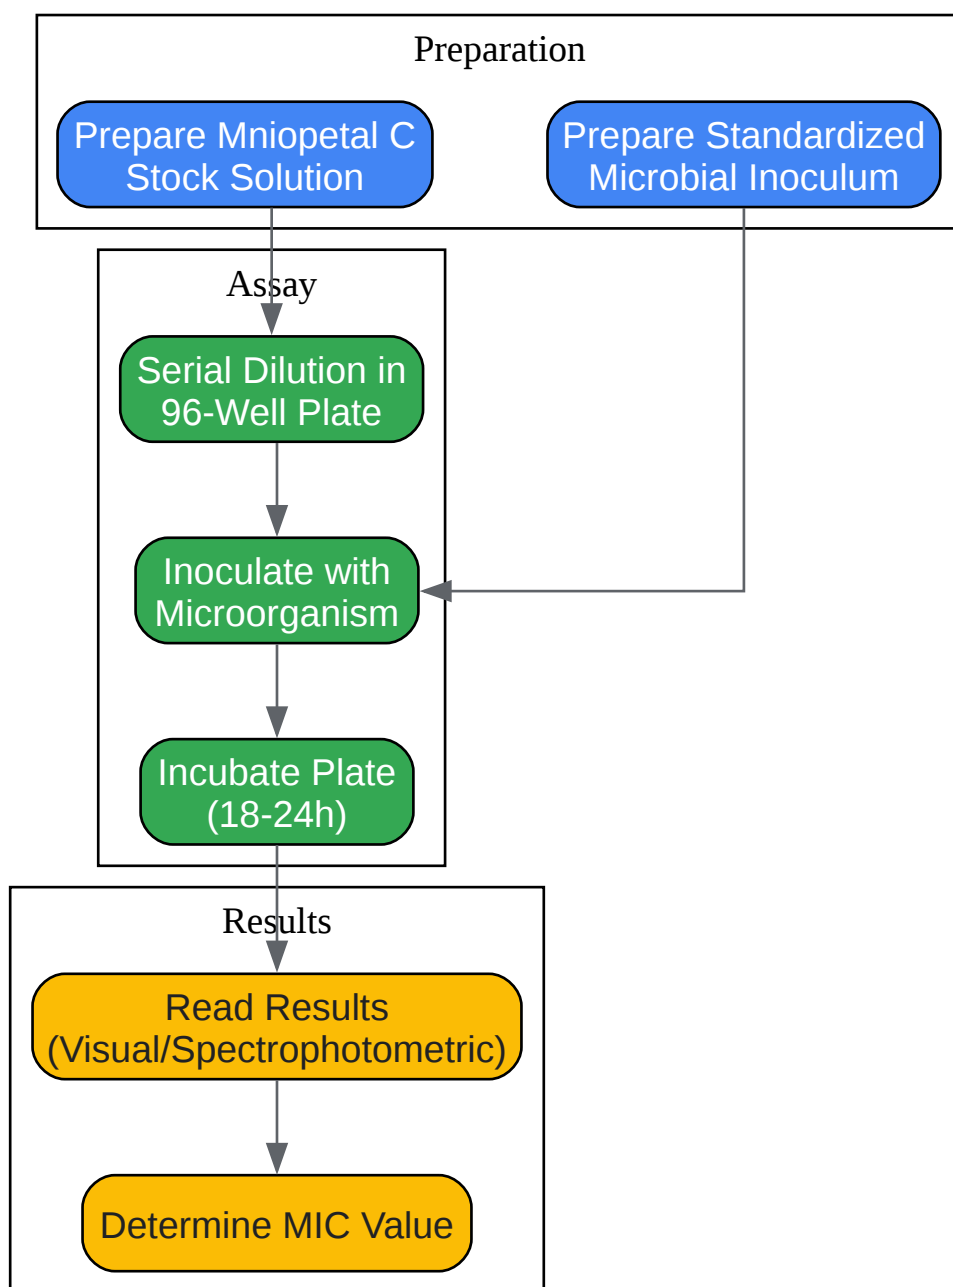 Preparation
Prepare Mniopetal C
Stock Solution
Prepare Standardized
Microbial Inoculum
Assay
Serial Dilution in
96-Well Plate
Inoculate with
Microorganism
Incubate Plate
(18-24h)
Results
Read Results
(Visual/Spectrophotometric)
Determine MIC Value